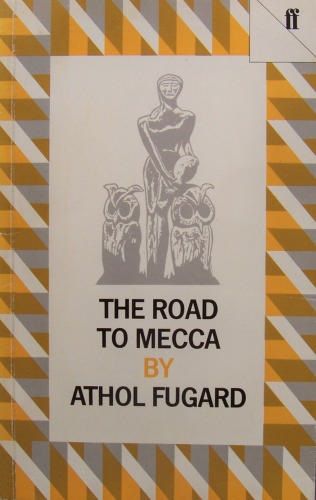 ff
THE ROAD
TO MECCA
BY
ATHOL FUGARD